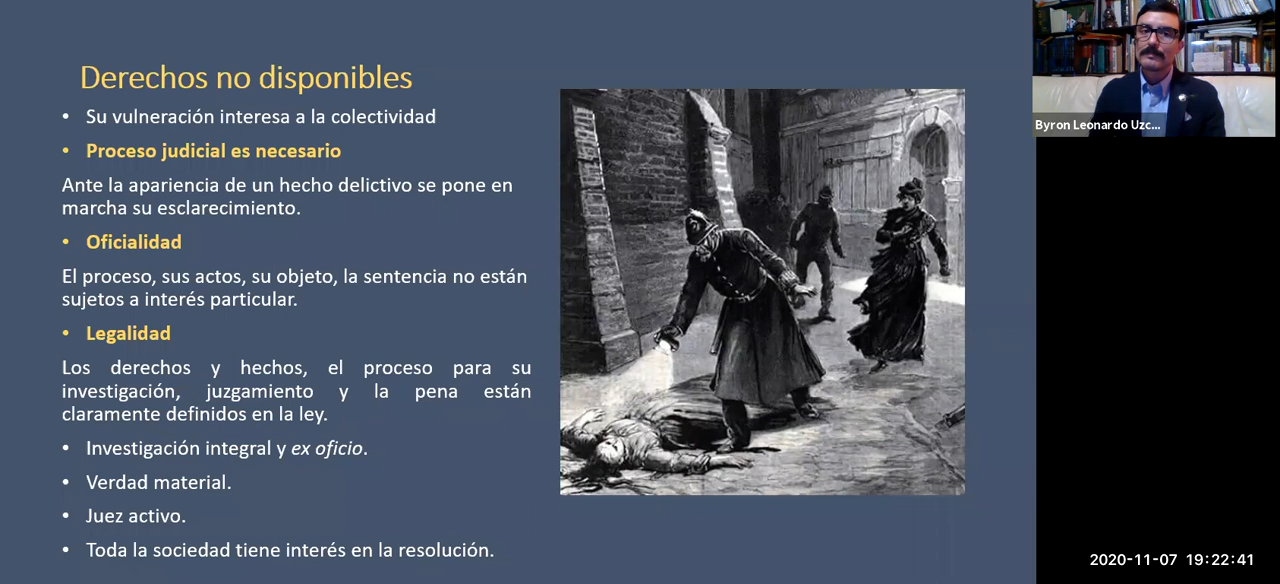 Derechos no disponibles
• Su vulneración interesa a la colectividad
• Proceso judicial es necesario
Ante la apariencia de un hecho delictivo se pone en
marcha su esclarecimiento.
• Oficialidad
El proceso, sus actos, su objeto, la sentencia no están
sujetos a interés particular.
• Legalidad
Los derechos y hechos, el proceso para su
investigación, juzgamiento y la pena están
claramente definidos en la ley.
• Investigación integral y ex oficio.
• Verdad material.
• Juez activo.
• Toda la sociedad tiene interés en la resolución.
Byron Leonardo Uzc...
2020-11-07 19:22:41